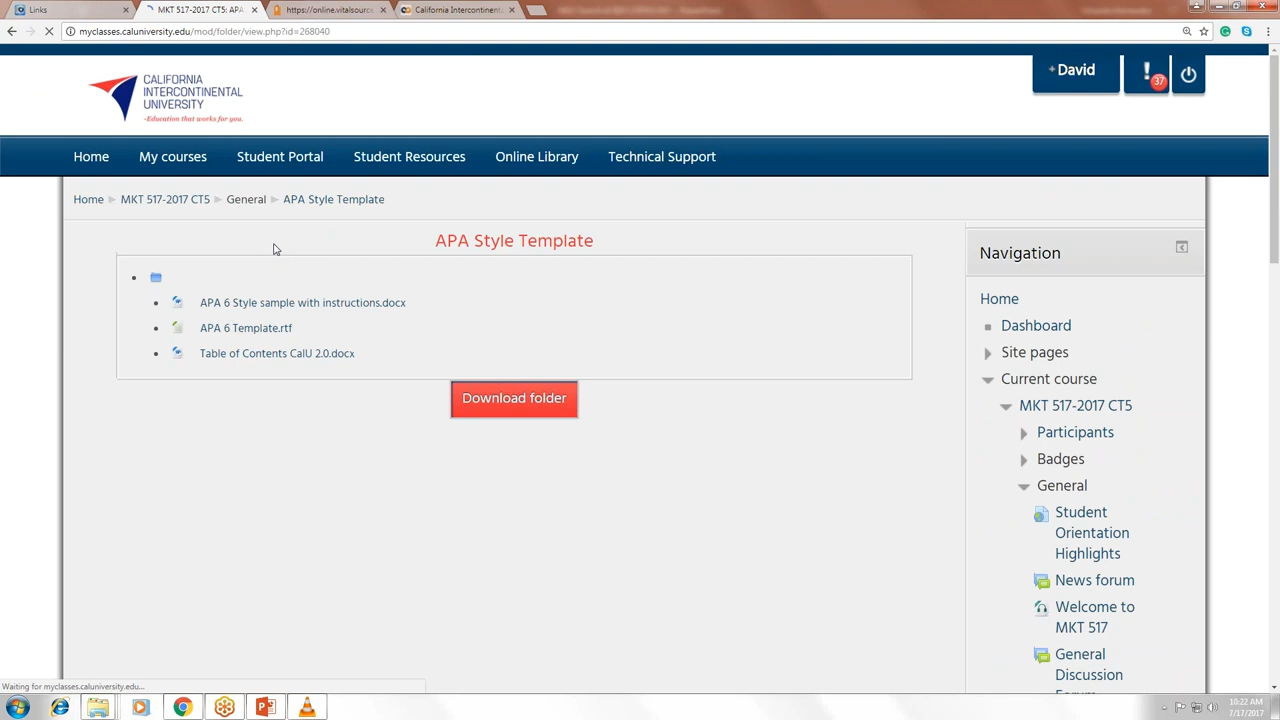 Links
MKT 517-2017 CT5: APA
https://online.vitalsource
California Intercontinent
myclasses.caluniversity.edu/mod/folder/view.php?id=268040
CALIFORNIA
INTERCONTINENTAL
UNIVERSITY
-Education that works for you.
David
! 37
Home My courses Student Portal Student Resources Online Library Technical Support
Home MKT 517-2017 CT5 General APA Style Template
APA Style Template
APA 6 Style sample with instructions.docx
APA 6 Template.rtf
Table of Contents CalU 2.0.docx
Download folder
Navigation
Home
Dashboard
Site pages
Current course
MKT 517-2017 CT5
Participants
Badges
General
Student
Orientation
Highlights
News forum
Welcome to
MKT 517
General
Discussion
Forum
Waiting for myclasses.caluniversity.edu...
10:22 AM
7/17/2017